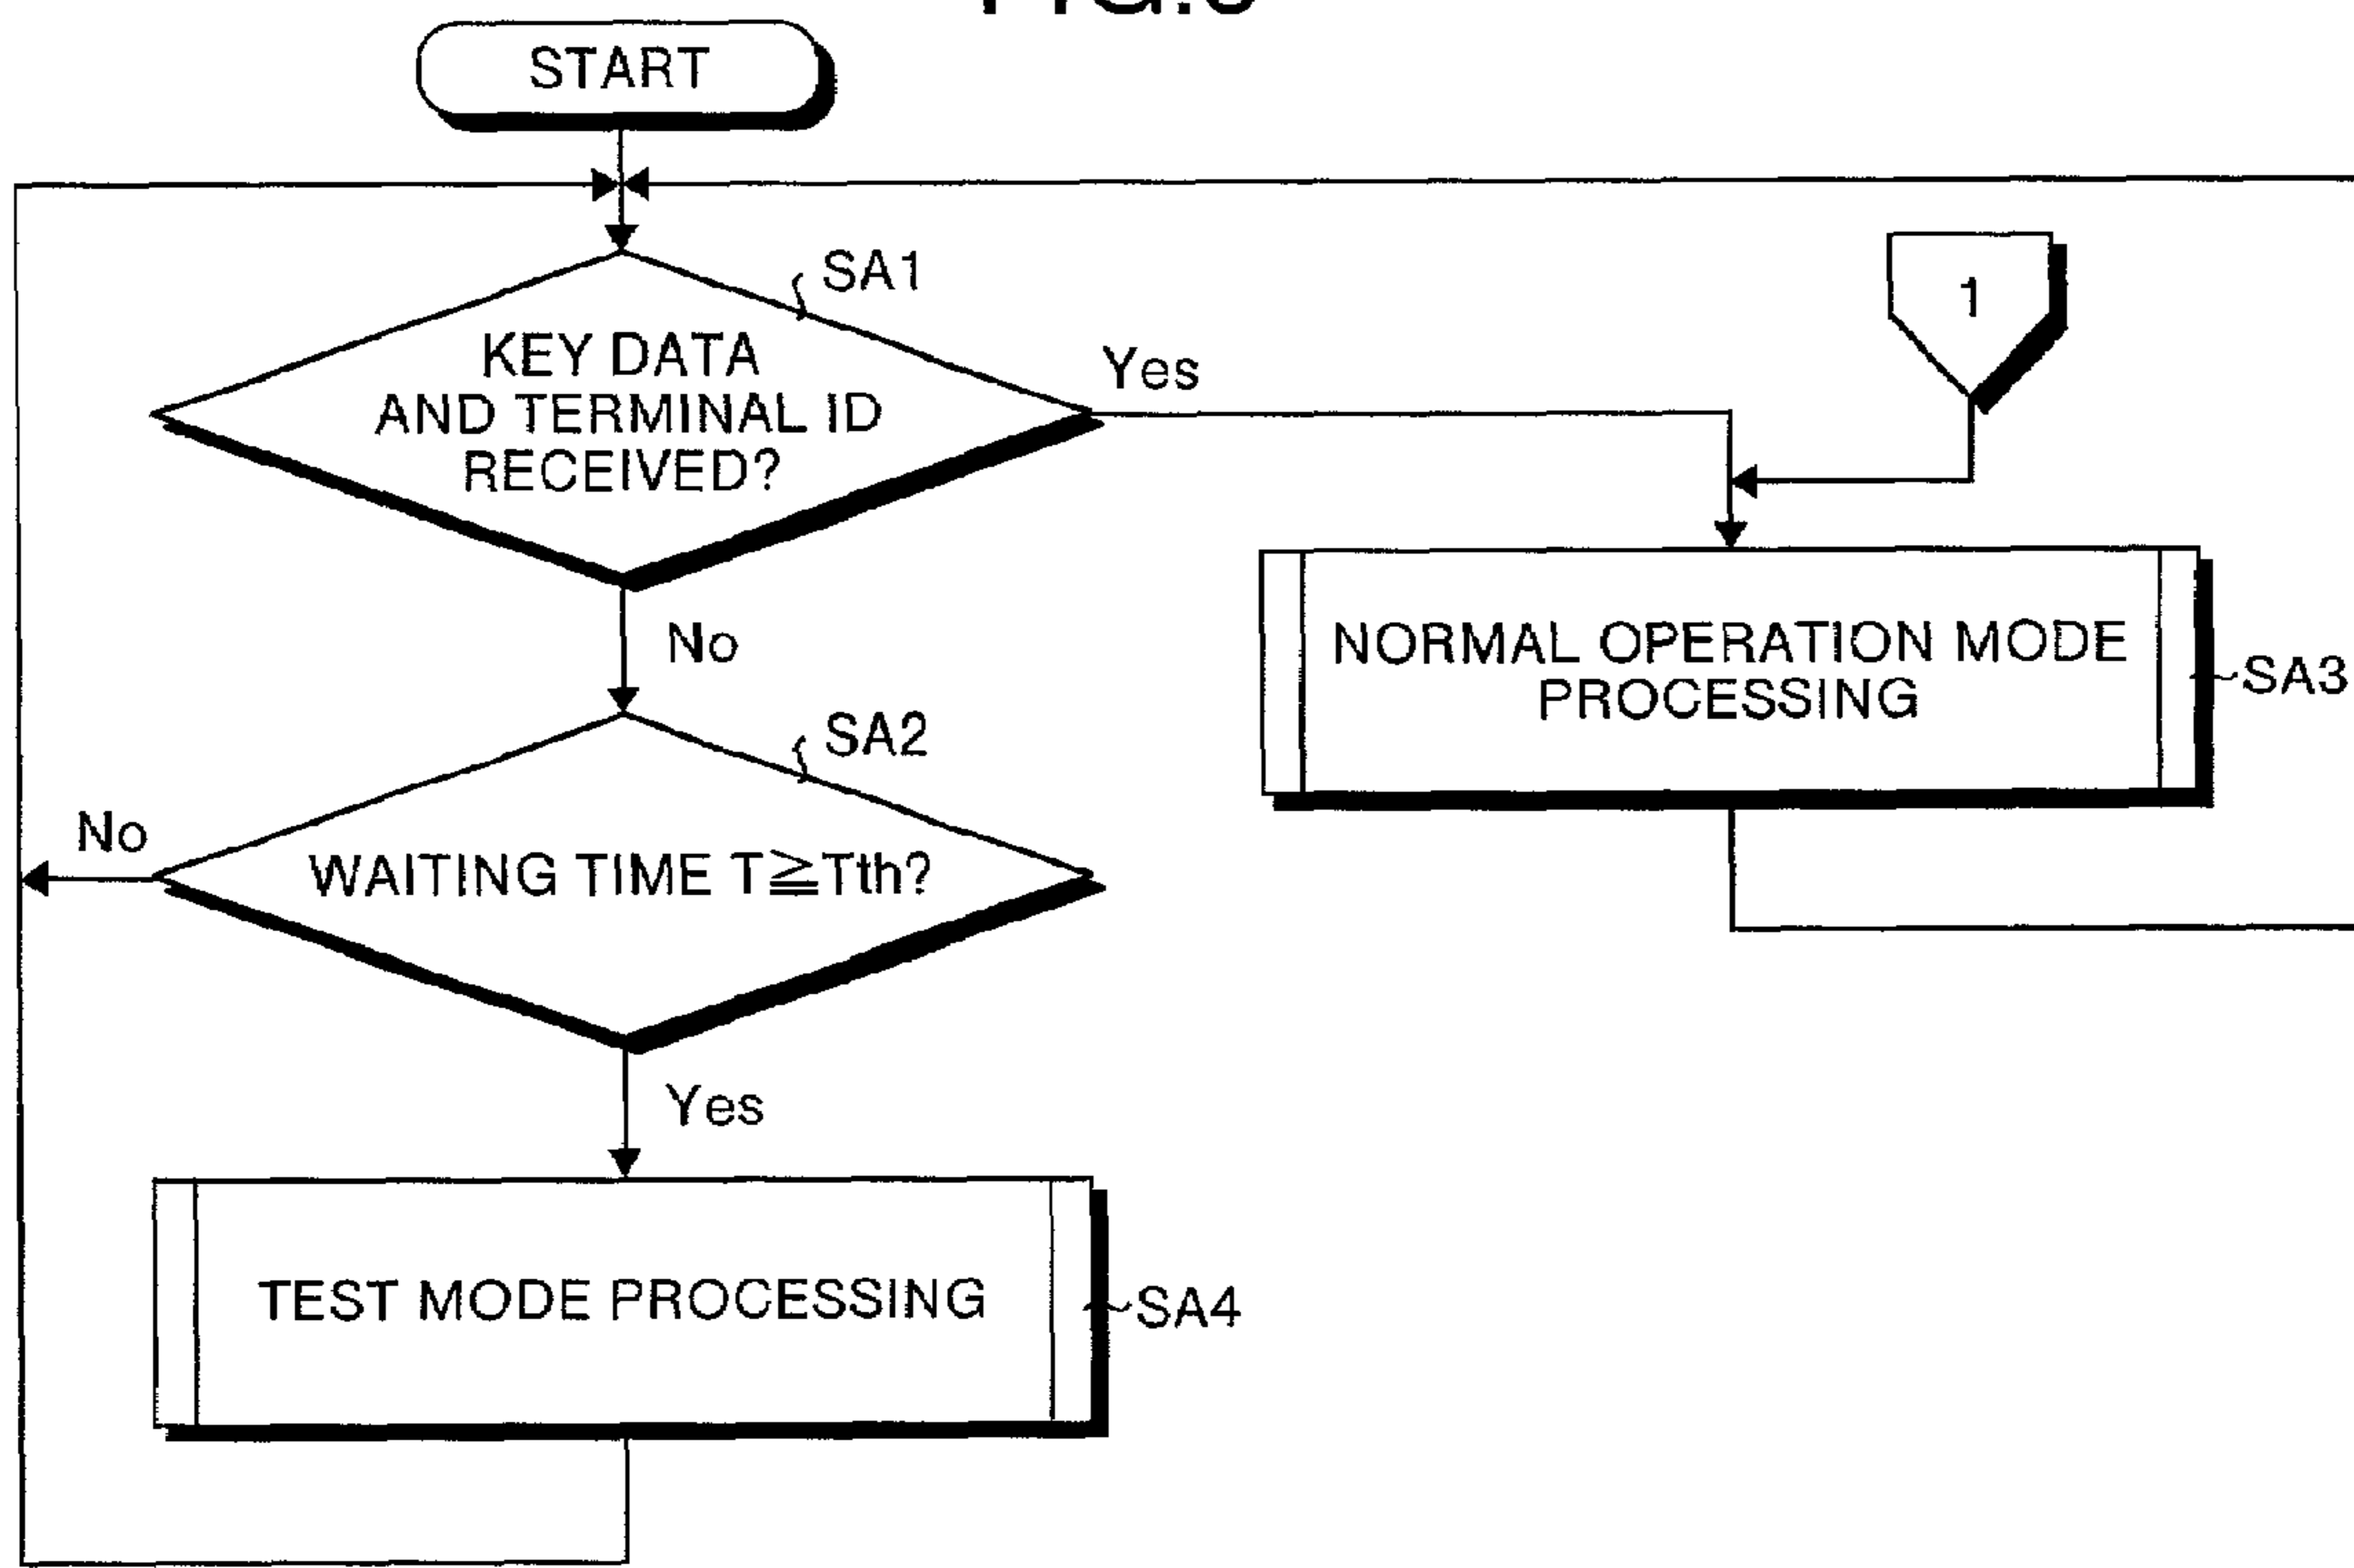 START
SA1
KEY DATA
AND TERMINAL ID
RECEIVED?
Yes
1
No
NORMAL OPERATION MODE
PROCESSING
SA3
SA2
WAITING TIME T≧Tth?
No
Yes
TEST MODE PROCESSING
SA4